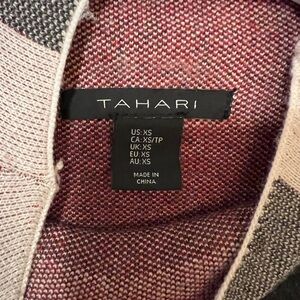 TAHARI
US: XS
CA: XS/TP
UK: XS
EU: XS
AU: XS
MADE IN
CHINA